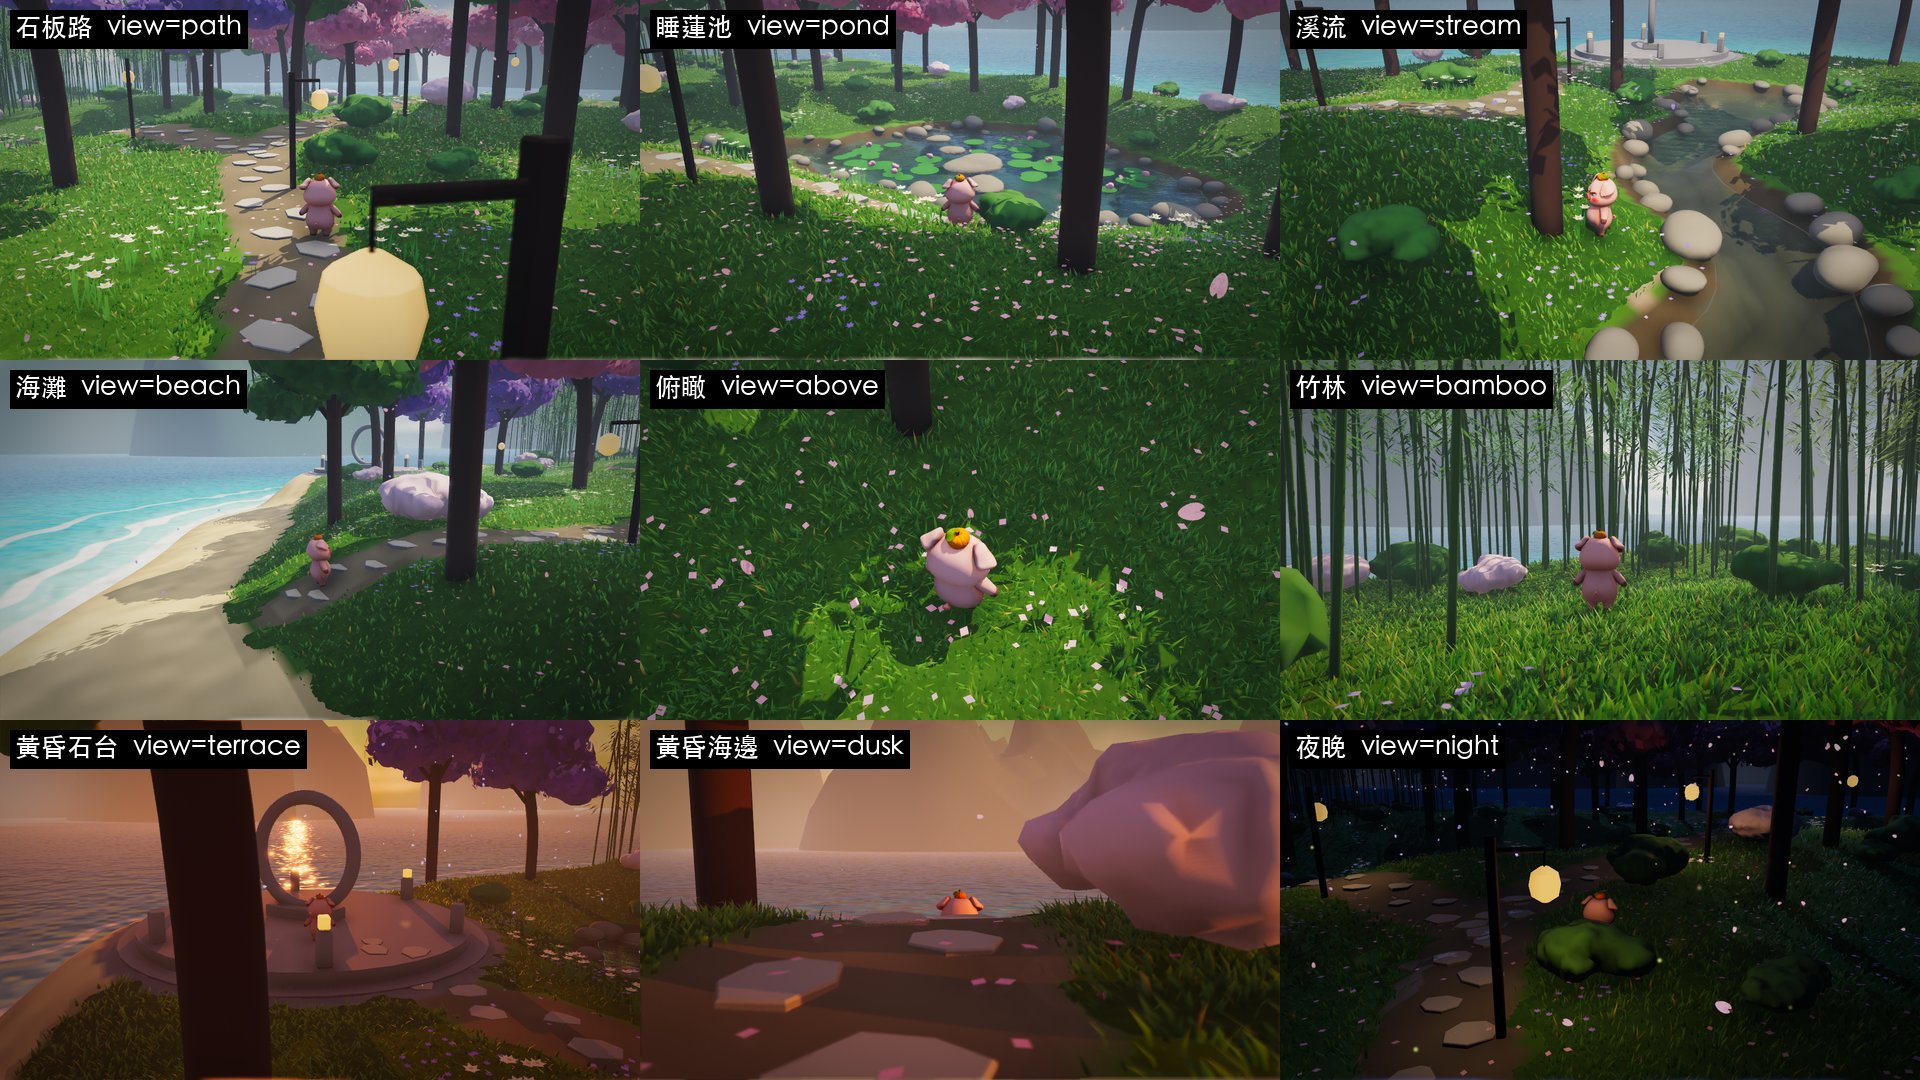 石板路 view=path
睡蓮池 view=pond
溪流 view=stream
海灘 view=beach
俯瞰 view=above
竹林 view=bamboo
黃昏石台 view=terrace
黃昏海邊 view=dusk
夜晚 view=night